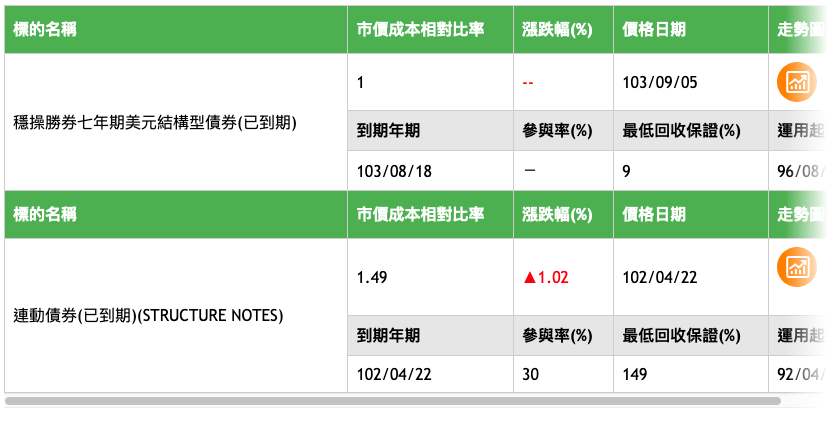 標的名稱 市價成本相對比率 漲跌幅(%) 價格日期 走勢圖
穩操勝券七年期美元結構型債券(已到期) 1 -- 103/09/05
到期年期 參與率(%) 最低回收保證(%) 運用起
103/08/18 － 9 96/08/
標的名稱 市價成本相對比率 漲跌幅(%) 價格日期 走勢圖
連動債券(已到期)(STRUCTURE NOTES) 1.49 ▲1.02 102/04/22
到期年期 參與率(%) 最低回收保證(%) 運用起
102/04/22 30 149 92/04/